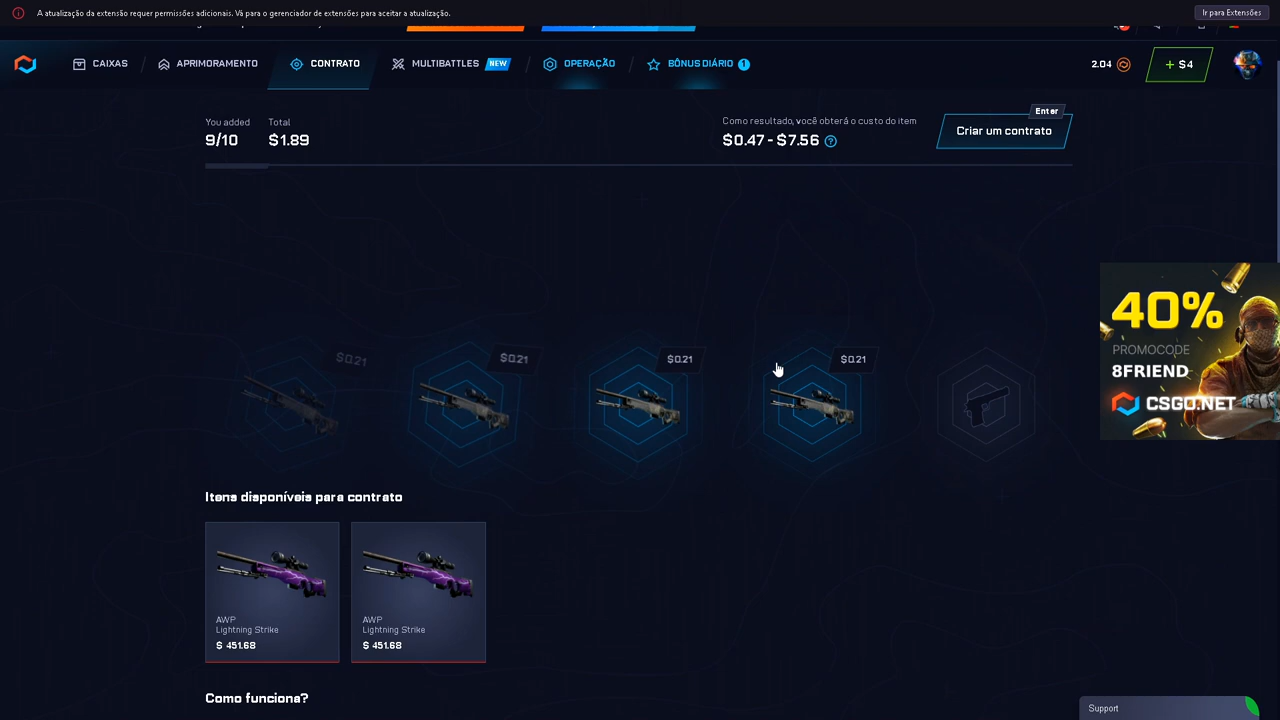 A atualização da extensão requer permissões adicionais. Vá para o gerenciador de extensões para aceitar a atualização.
Ir para Extensões
CAIXAS
APRIMORAMENTO
CONTRATO
MULTIBATTLES NEW
OPERAÇÃO
BÔNUS DIÁRIO 1
2.04
+ $4
You added
9/10
Total
$1.89
Como resultado, você obterá o custo do item
$0.47 - $7.56 ?
Enter
Criar um contrato
$0.21
$0.21
$0.21
$0.21
40%
PROMOCODE
8FRIEND
CSGO.NET
Itens disponíveis para contrato
AWP
Lightning Strike
$ 451.68
AWP
Lightning Strike
$ 451.68
Como funciona?
Support